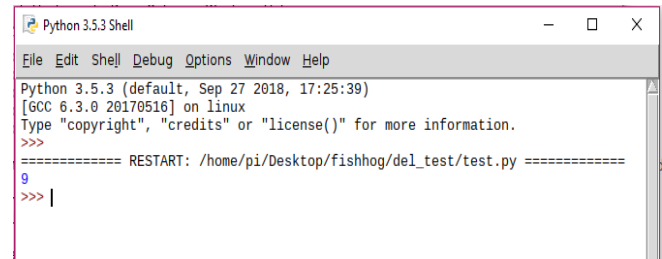 Python 3.5.3 Shell
File Edit Shell Debug Options Window Help
Python 3.5.3 (default, Sep 27 2018, 17:25:39)
[GCC 6.3.0 20170516] on linux
Type "copyright", "credits" or "license()" for more information.
>>>
============= RESTART: /home/pi/Desktop/fishhog/del_test/test.py =============
9
>>>